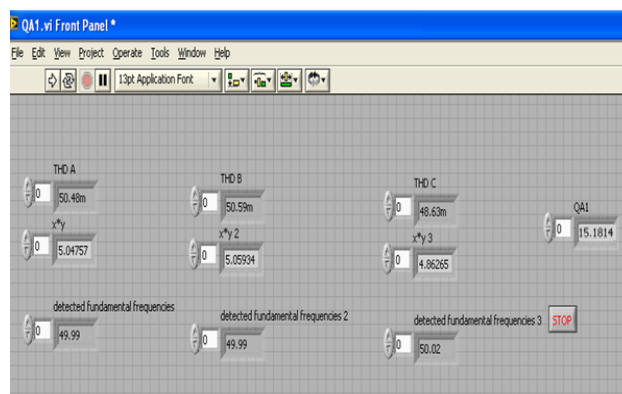 QA1.vi Front Panel *
File Edit View Project Operate Tools Window Help
13pt Application Font
THD A
0 50.48m
x*y
0 5.04757
detected fundamental frequencies
0 49.99
THD B
0 50.59m
x*y 2
0 5.05934
detected fundamental frequencies 2
0 49.99
THD C
0 48.63m
x*y 3
0 4.86265
detected fundamental frequencies 3
0 50.02
QA1
0 15.1814
STOP